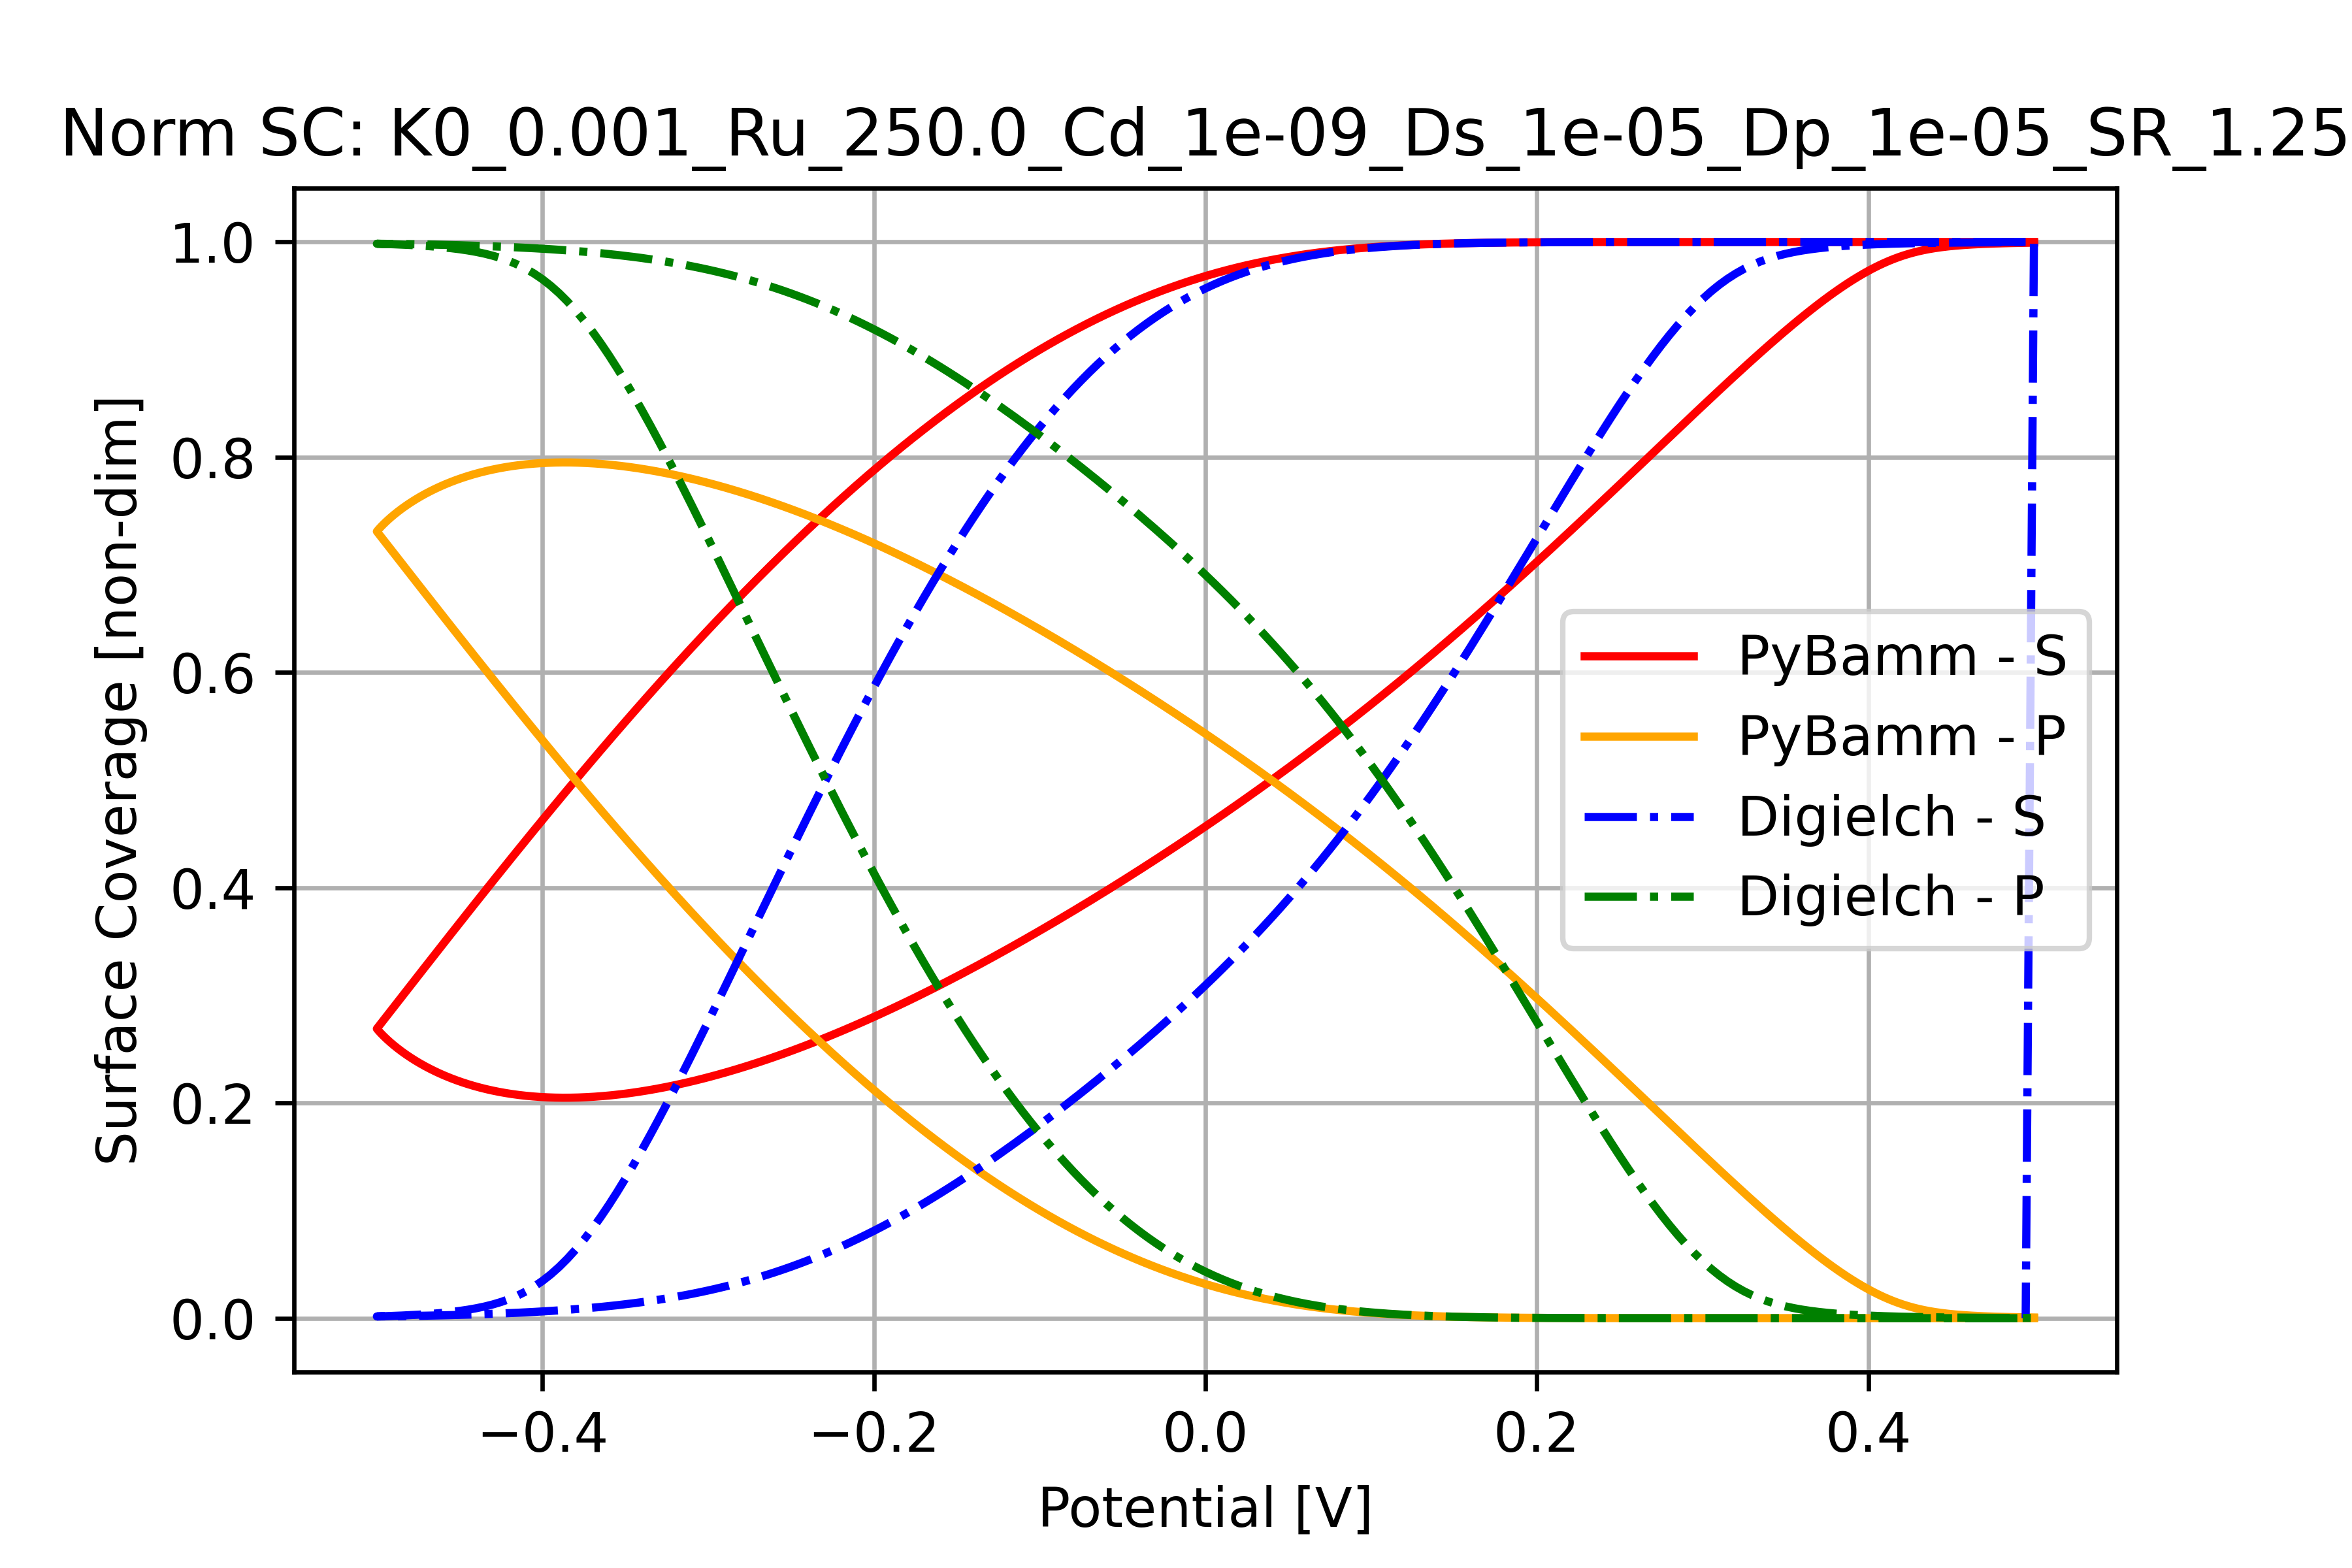 Norm SC: K0_0.001_Ru_250.0_Cd_1e-09_Ds_1e-05_Dp_1e-05_SR_1.25
Surface Coverage [non-dim]
1.0
0.8
0.6
0.4
0.2
0.0
PyBamm - S
PyBamm - P
Digielch - S
Digielch - P
−0.4 −0.2 0.0 0.2 0.4
Potential [V]